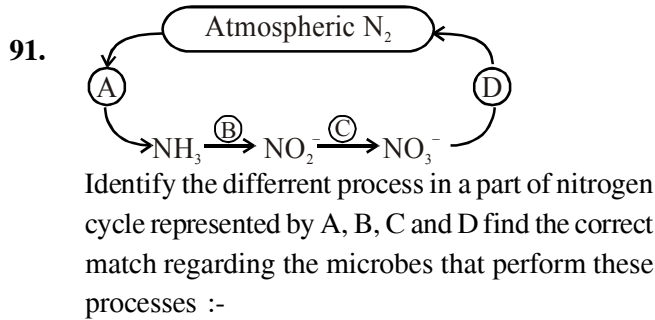 Atmospheric N₂
91.
A
D
NH₃ B NO₂⁻ C NO₃⁻
Identify the differrent process in a part of nitrogen
cycle represented by A, B, C and D find the correct
match regarding the microbes that perform these
processes :-